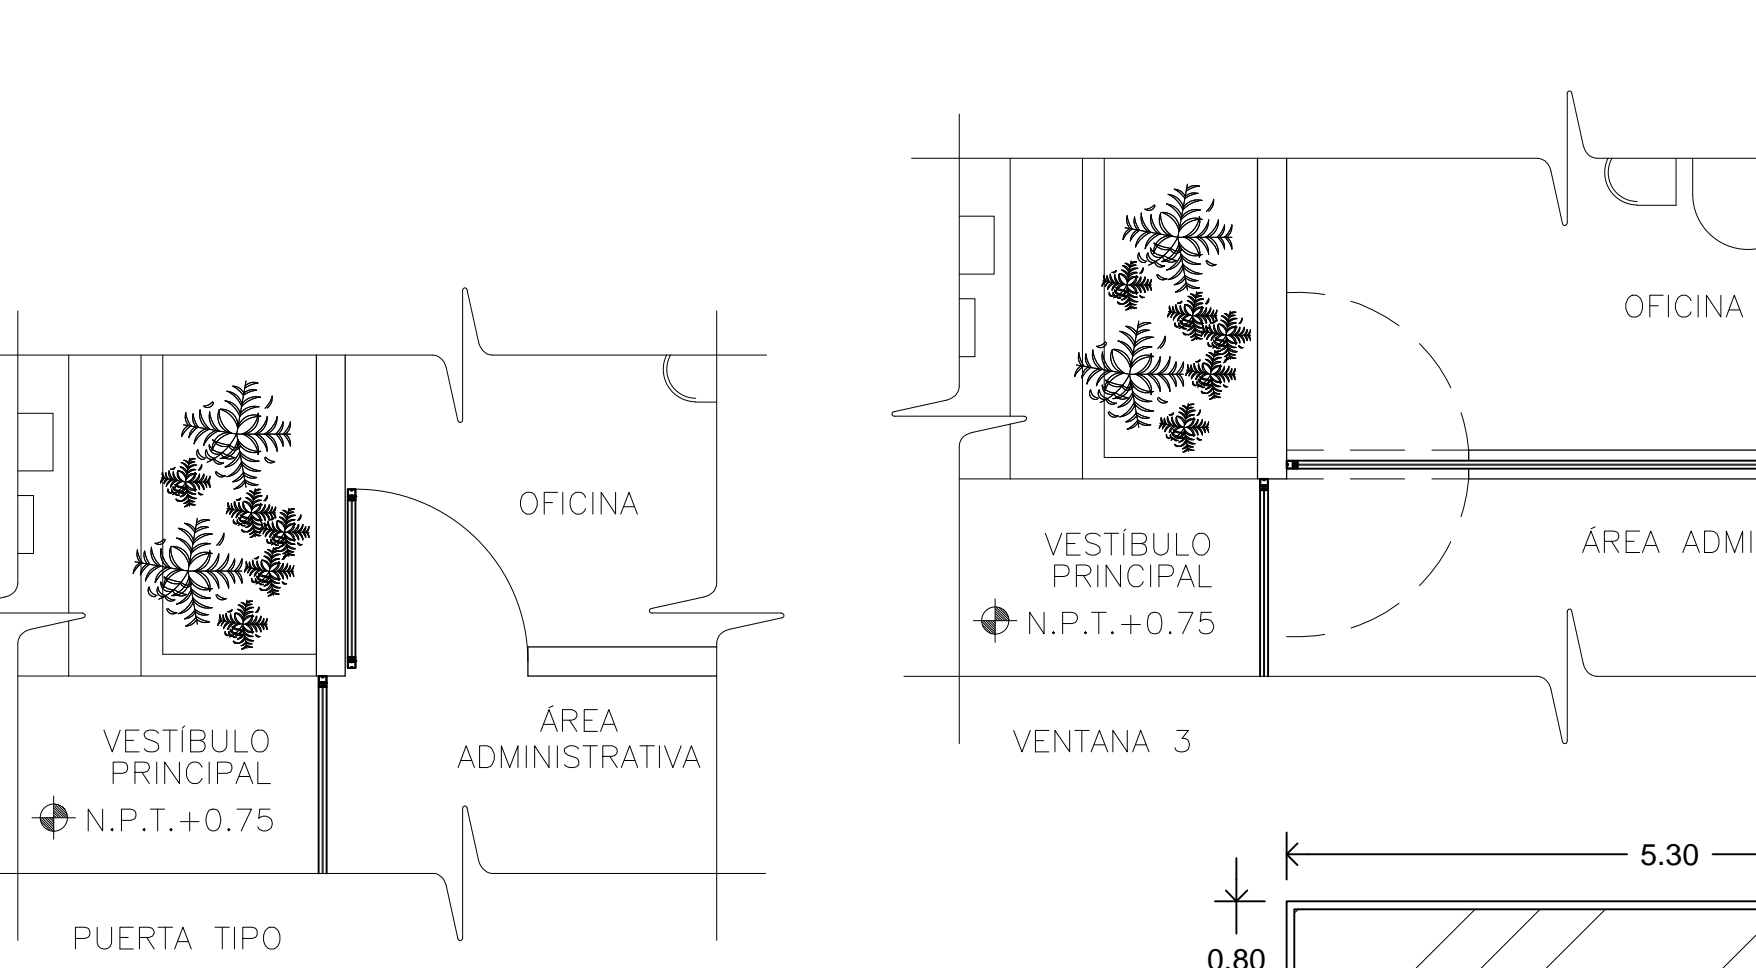 OFICINA
VESTÍBULO
PRINCIPAL
N.P.T.+0.75
ÁREA
ADMINISTRATIVA
PUERTA TIPO
OFICINA
VESTÍBULO
PRINCIPAL
N.P.T.+0.75
ÁREA ADMI
VENTANA 3
5.30
0.80